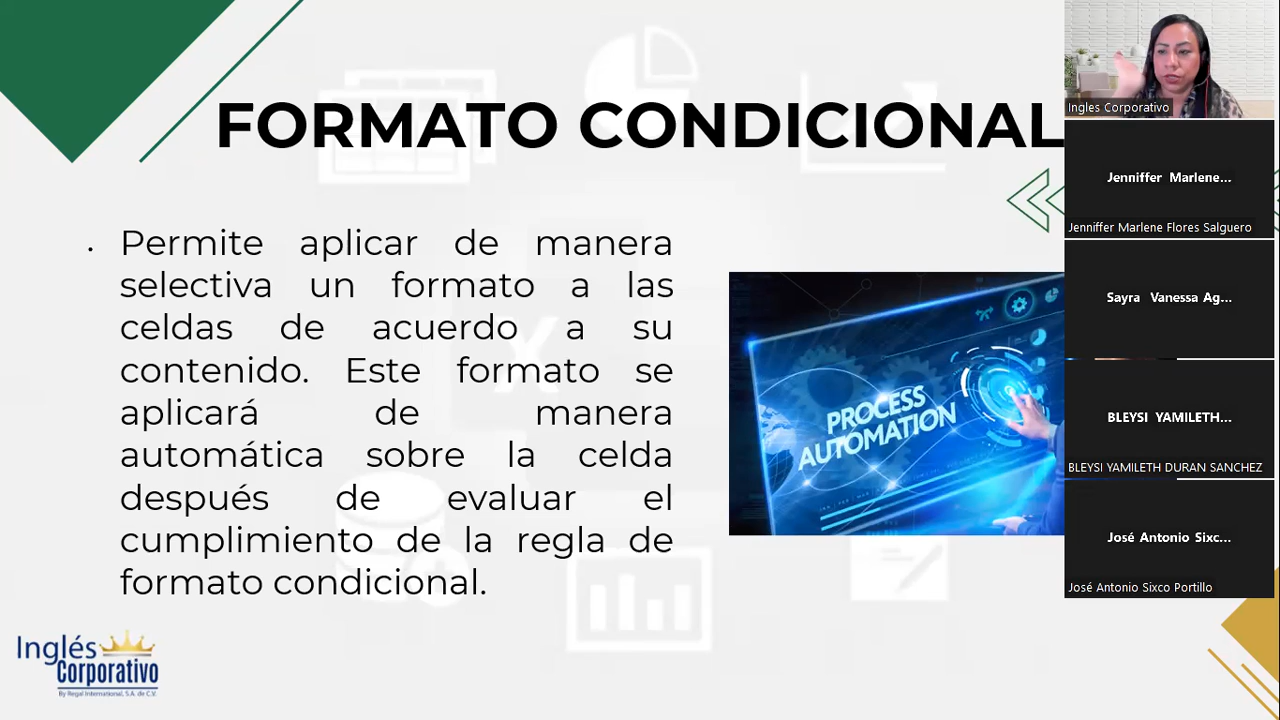 FORMATO CONDICIONAL
• Permite aplicar de manera
selectiva un formato a las
celdas de acuerdo a su
contenido. Este formato se
aplicará de manera
automática sobre la celda
después de evaluar el
cumplimiento de la regla de
formato condicional.
PROCESS
AUTOMATION
Inglés
Corporativo
By Regal International, S.A. de C.V.
Ingles Corporativo
Jenniffer Marlene...
Jenniffer Marlene Flores Salguero
Sayra Vanessa Ag...
BLEYSI YAMILETH...
BLEYSI YAMILETH DURAN SANCHEZ
José Antonio Sixc...
José Antonio Sixco Portillo